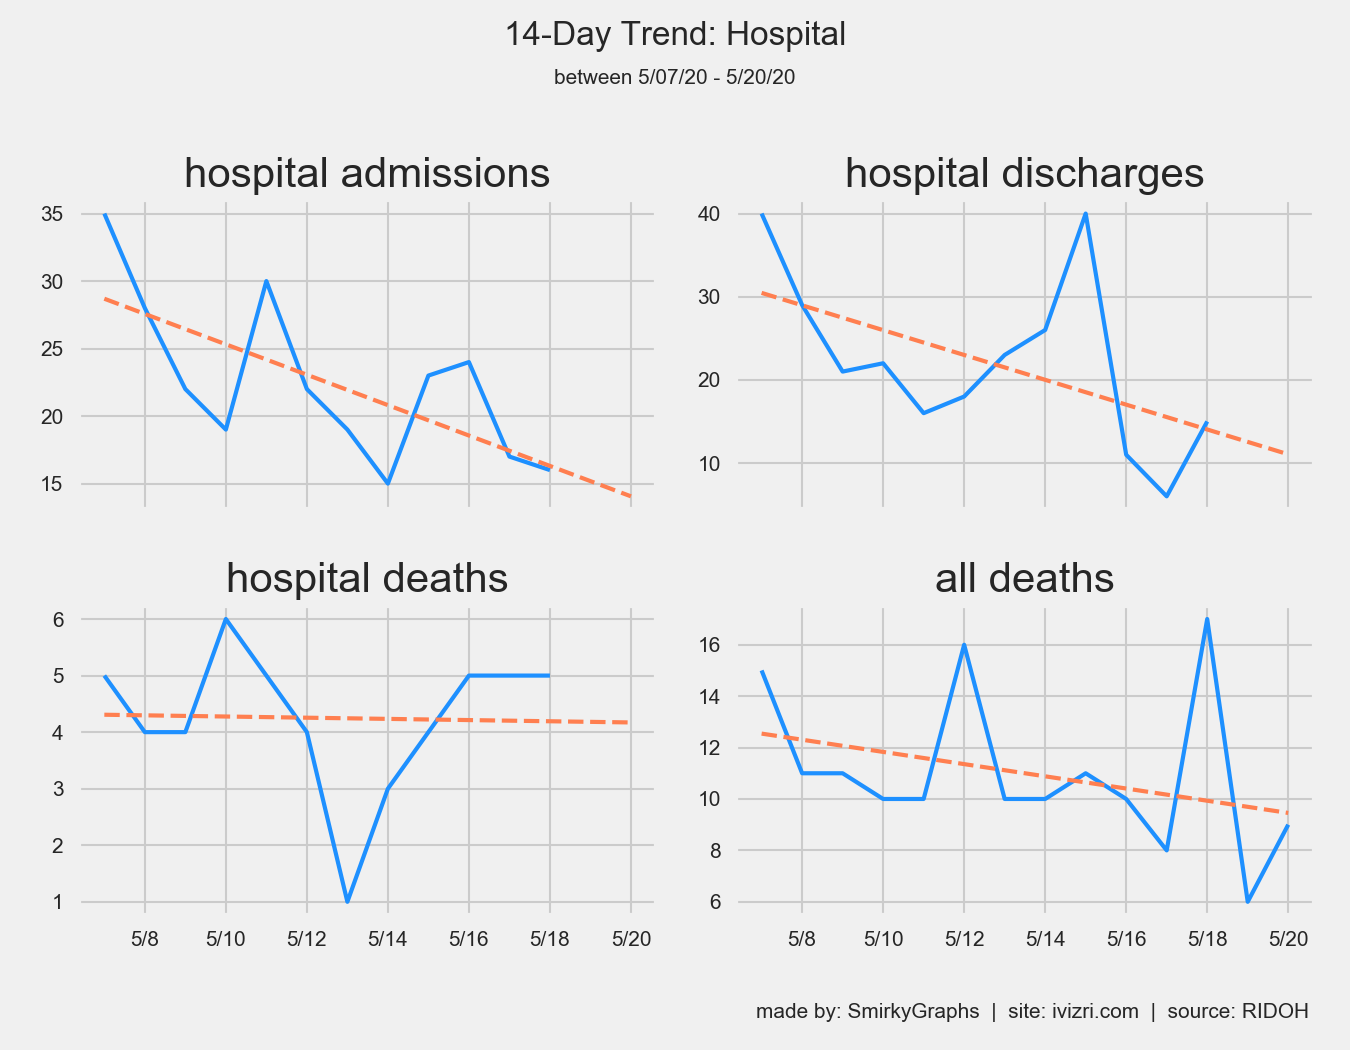 14-Day Trend: Hospital
between 5/07/20 - 5/20/20
hospital admissions
35
30
25
20
15
hospital discharges
40
30
20
10
hospital deaths
6
5
4
3
2
1
5/8 5/10 5/12 5/14 5/16 5/18 5/20
all deaths
16
14
12
10
8
6
5/8 5/10 5/12 5/14 5/16 5/18 5/20
made by: SmirkyGraphs | site: ivizri.com | source: RIDOH